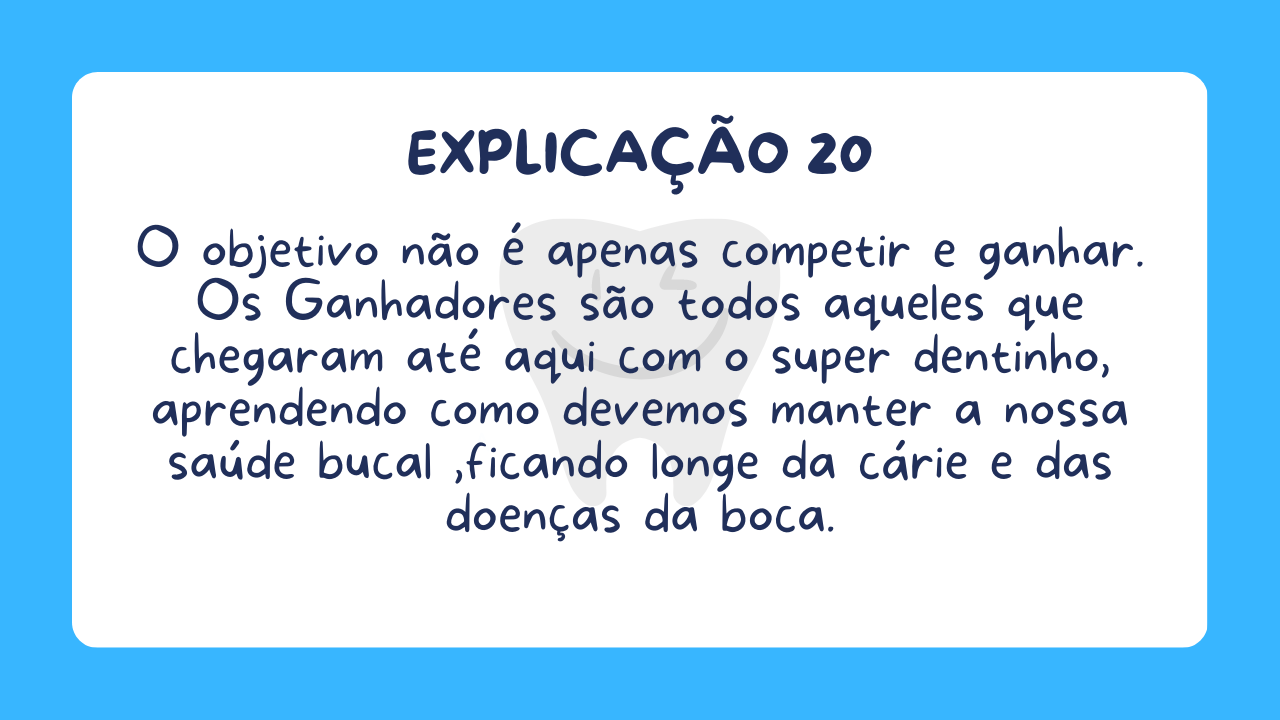 EXPLICAÇÃO 20
O objetivo não é apenas competir e ganhar.
Os Ganhadores são todos aqueles que
chegaram até aqui com o super dentinho,
aprendendo como devemos manter a nossa
saúde bucal ,ficando longe da cárie e das
doenças da boca.